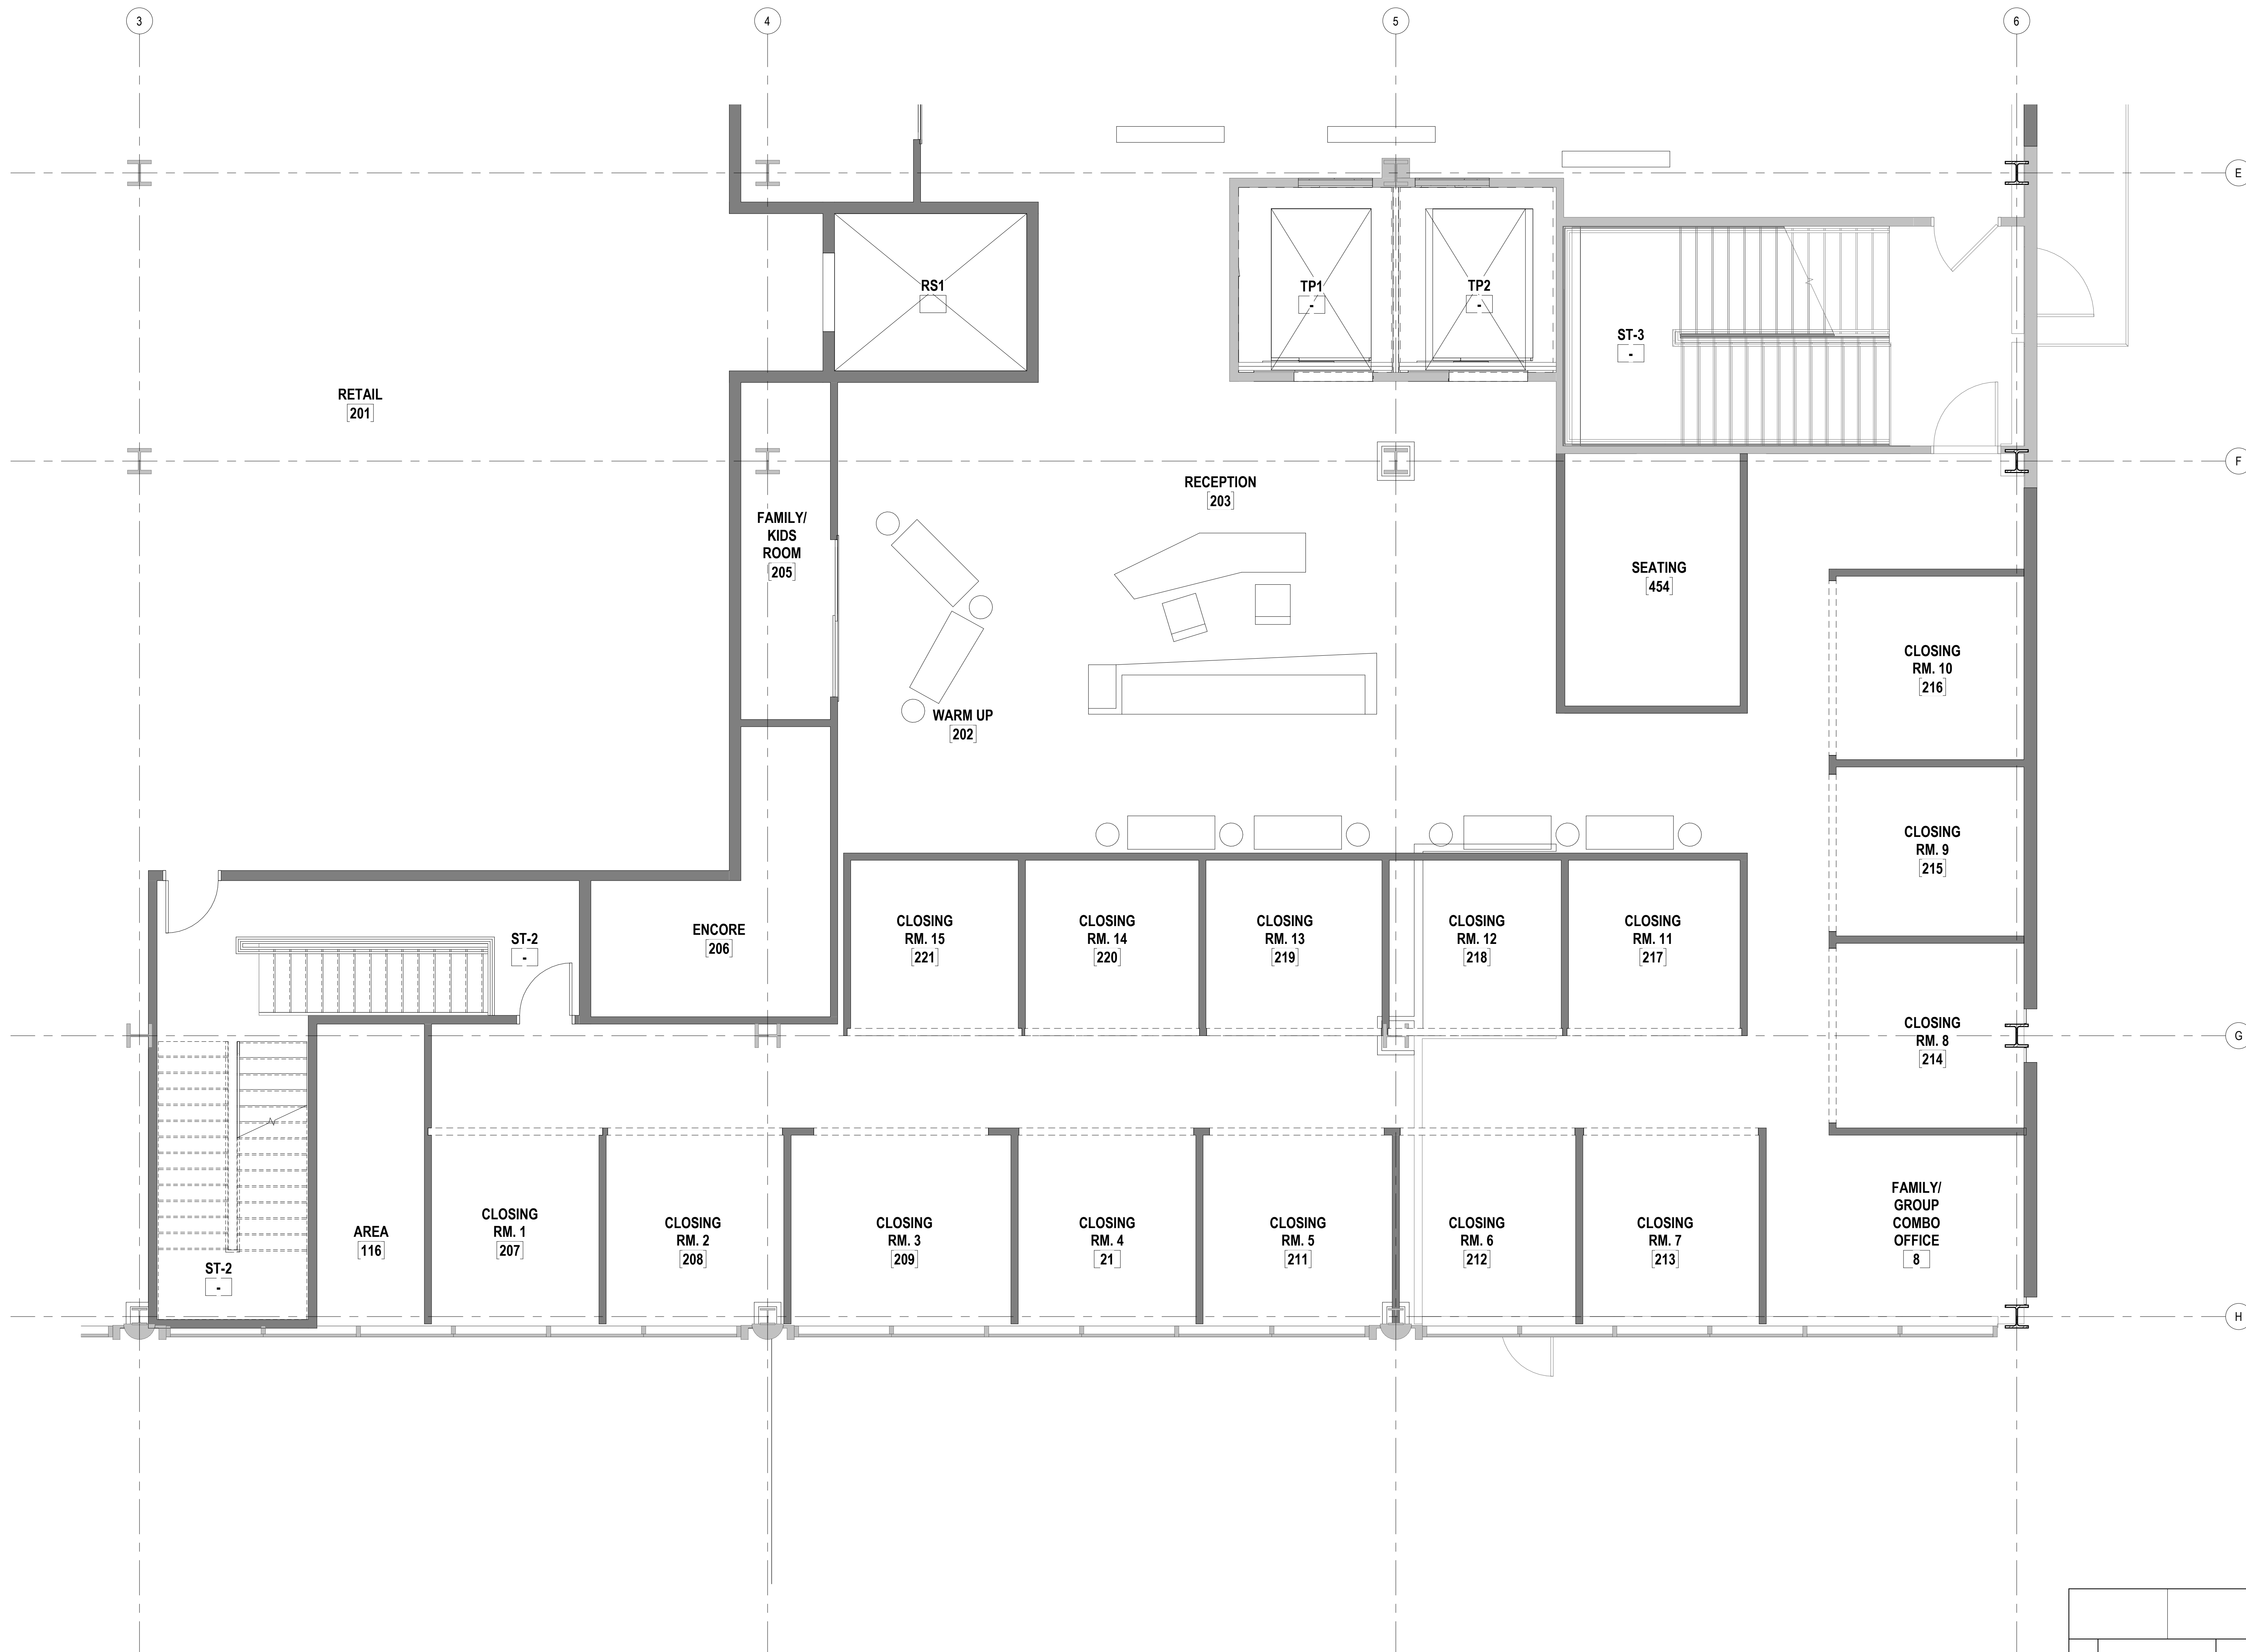 3
4
5
6
E
RS1
TP1
-
TP2
-
ST-3
-
RETAIL
201
F
RECEPTION
203
FAMILY/
KIDS
ROOM
205
SEATING
454
CLOSING
RM. 10
216
WARM UP
202
CLOSING
RM. 9
215
ENCORE
206
ST-2
-
CLOSING
RM. 15
221
CLOSING
RM. 14
220
CLOSING
RM. 13
219
CLOSING
RM. 12
218
CLOSING
RM. 11
217
CLOSING
RM. 8
214
G
AREA
116
ST-2
-
CLOSING
RM. 1
207
CLOSING
RM. 2
208
CLOSING
RM. 3
209
CLOSING
RM. 4
21
CLOSING
RM. 5
211
CLOSING
RM. 6
212
CLOSING
RM. 7
213
FAMILY/
GROUP
COMBO
OFFICE
8
H